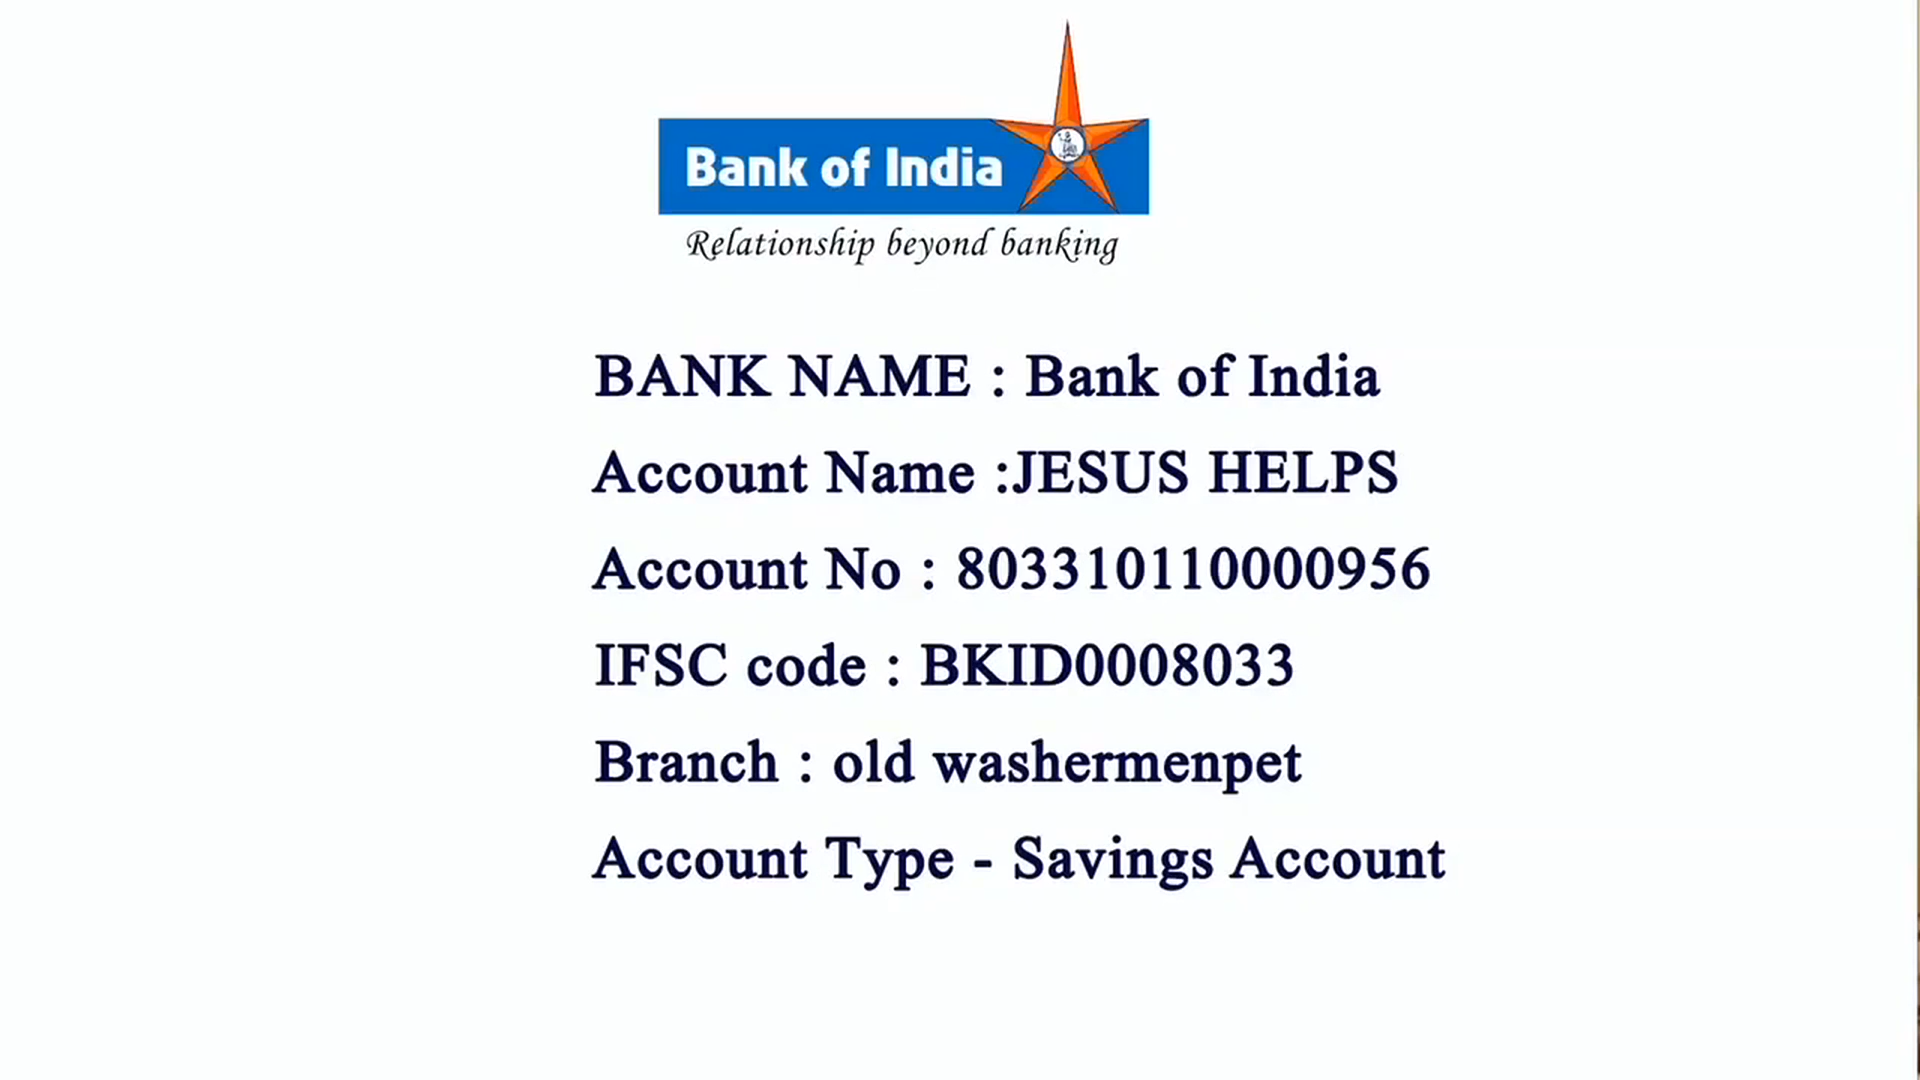 Bank of India
Relationship beyond banking
BANK NAME : Bank of India
Account Name :JESUS HELPS
Account No : 803310110000956
IFSC code : BKID0008033
Branch : old washermenpet
Account Type - Savings Account